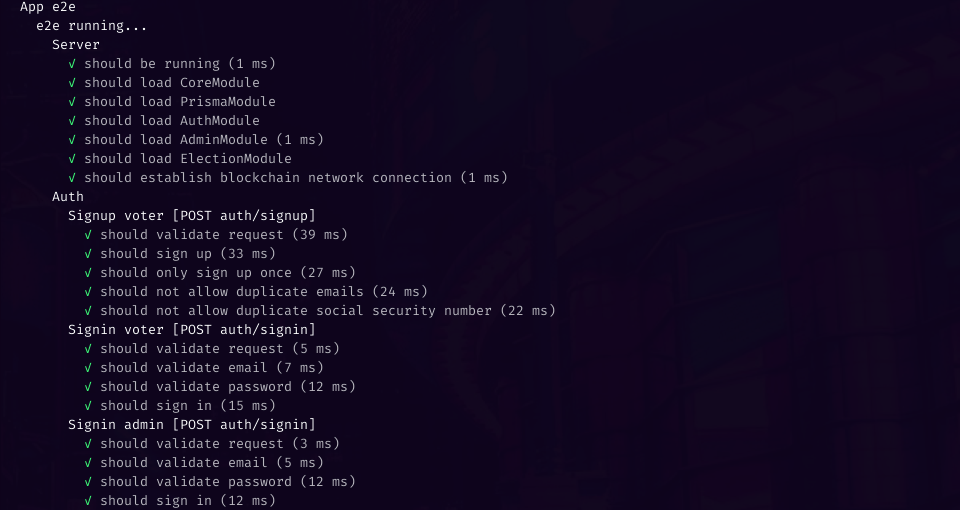 App e2e
e2e running...
Server
√ should be running (1 ms)
√ should load CoreModule
√ should load PrismaModule
√ should load AuthModule
√ should load AdminModule (1 ms)
√ should load ElectionModule
√ should establish blockchain network connection (1 ms)
Auth
Signup voter [POST auth/signup]
√ should validate request (39 ms)
√ should sign up (33 ms)
√ should only sign up once (27 ms)
√ should not allow duplicate emails (24 ms)
√ should not allow duplicate social security number (22 ms)
Signin voter [POST auth/signin]
√ should validate request (5 ms)
√ should validate email (7 ms)
√ should validate password (12 ms)
√ should sign in (15 ms)
Signin admin [POST auth/signin]
√ should validate request (3 ms)
√ should validate email (5 ms)
√ should validate password (12 ms)
√ should sign in (12 ms)